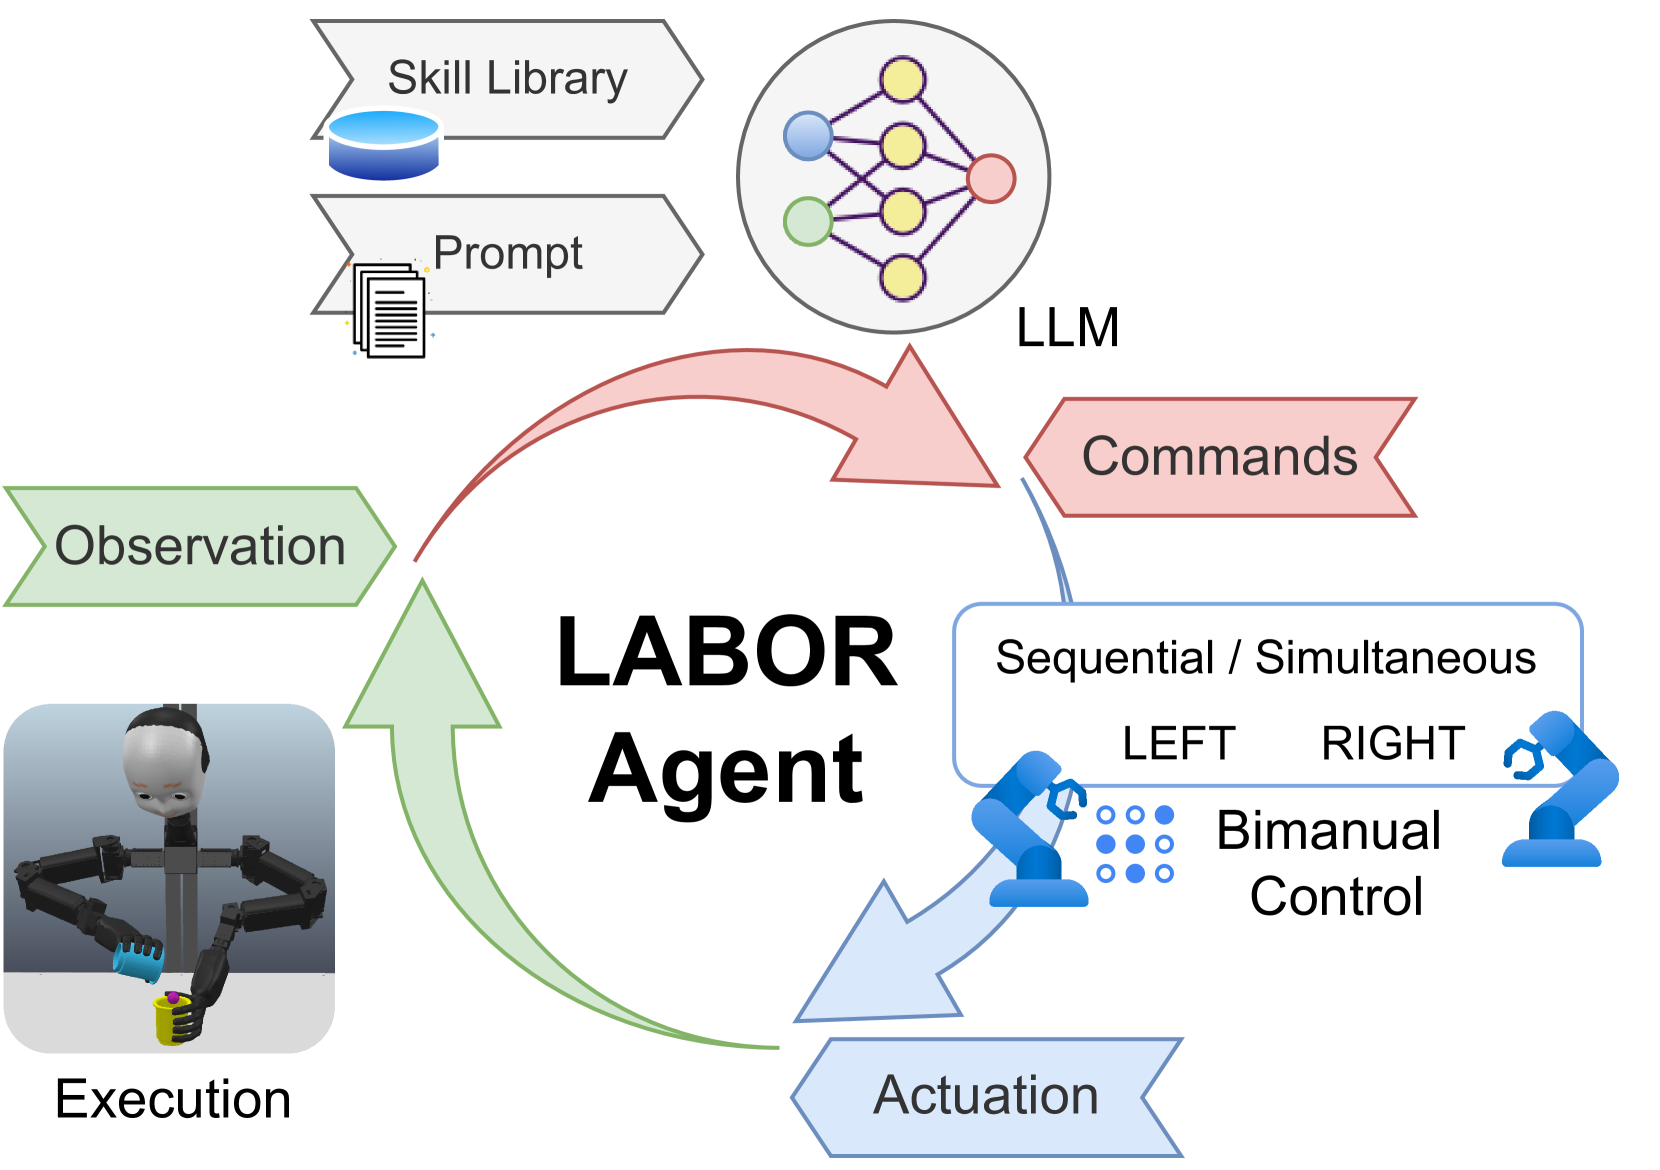 Skill Library
Prompt
LLM
Commands
Observation
LABOR
Agent
Sequential / Simultaneous
LEFT RIGHT
Bimanual
Control
Execution
Actuation